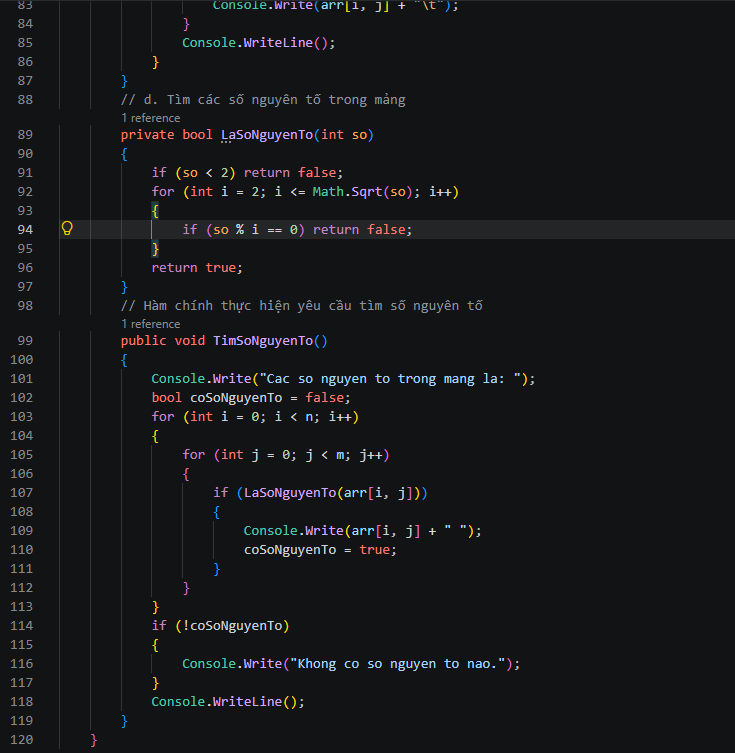 83 Console.Write(arr[i, j] + "\t");
84 }
85 Console.WriteLine();
86 }
87 }
88 // d. Tìm các số nguyên tố trong mảng
1 reference
89 private bool LaSoNguyenTo(int so)
90 {
91 if (so < 2) return false;
92 for (int i = 2; i <= Math.Sqrt(so); i++)
93 {
94 if (so % i == 0) return false;
95 }
96 return true;
97 }
98 // Hàm chính thực hiện yêu cầu tìm số nguyên tố
1 reference
99 public void TimSoNguyenTo()
100 {
101 Console.Write("Cac so nguyen to trong mang la: ");
102 bool coSoNguyenTo = false;
103 for (int i = 0; i < n; i++)
104 {
105 for (int j = 0; j < m; j++)
106 {
107 if (LaSoNguyenTo(arr[i, j]))
108 {
109 Console.Write(arr[i, j] + " ");
110 coSoNguyenTo = true;
111 }
112 }
113 }
114 if (!coSoNguyenTo)
115 {
116 Console.Write("Khong co so nguyen to nao.");
117 }
118 Console.WriteLine();
119 }
120 }